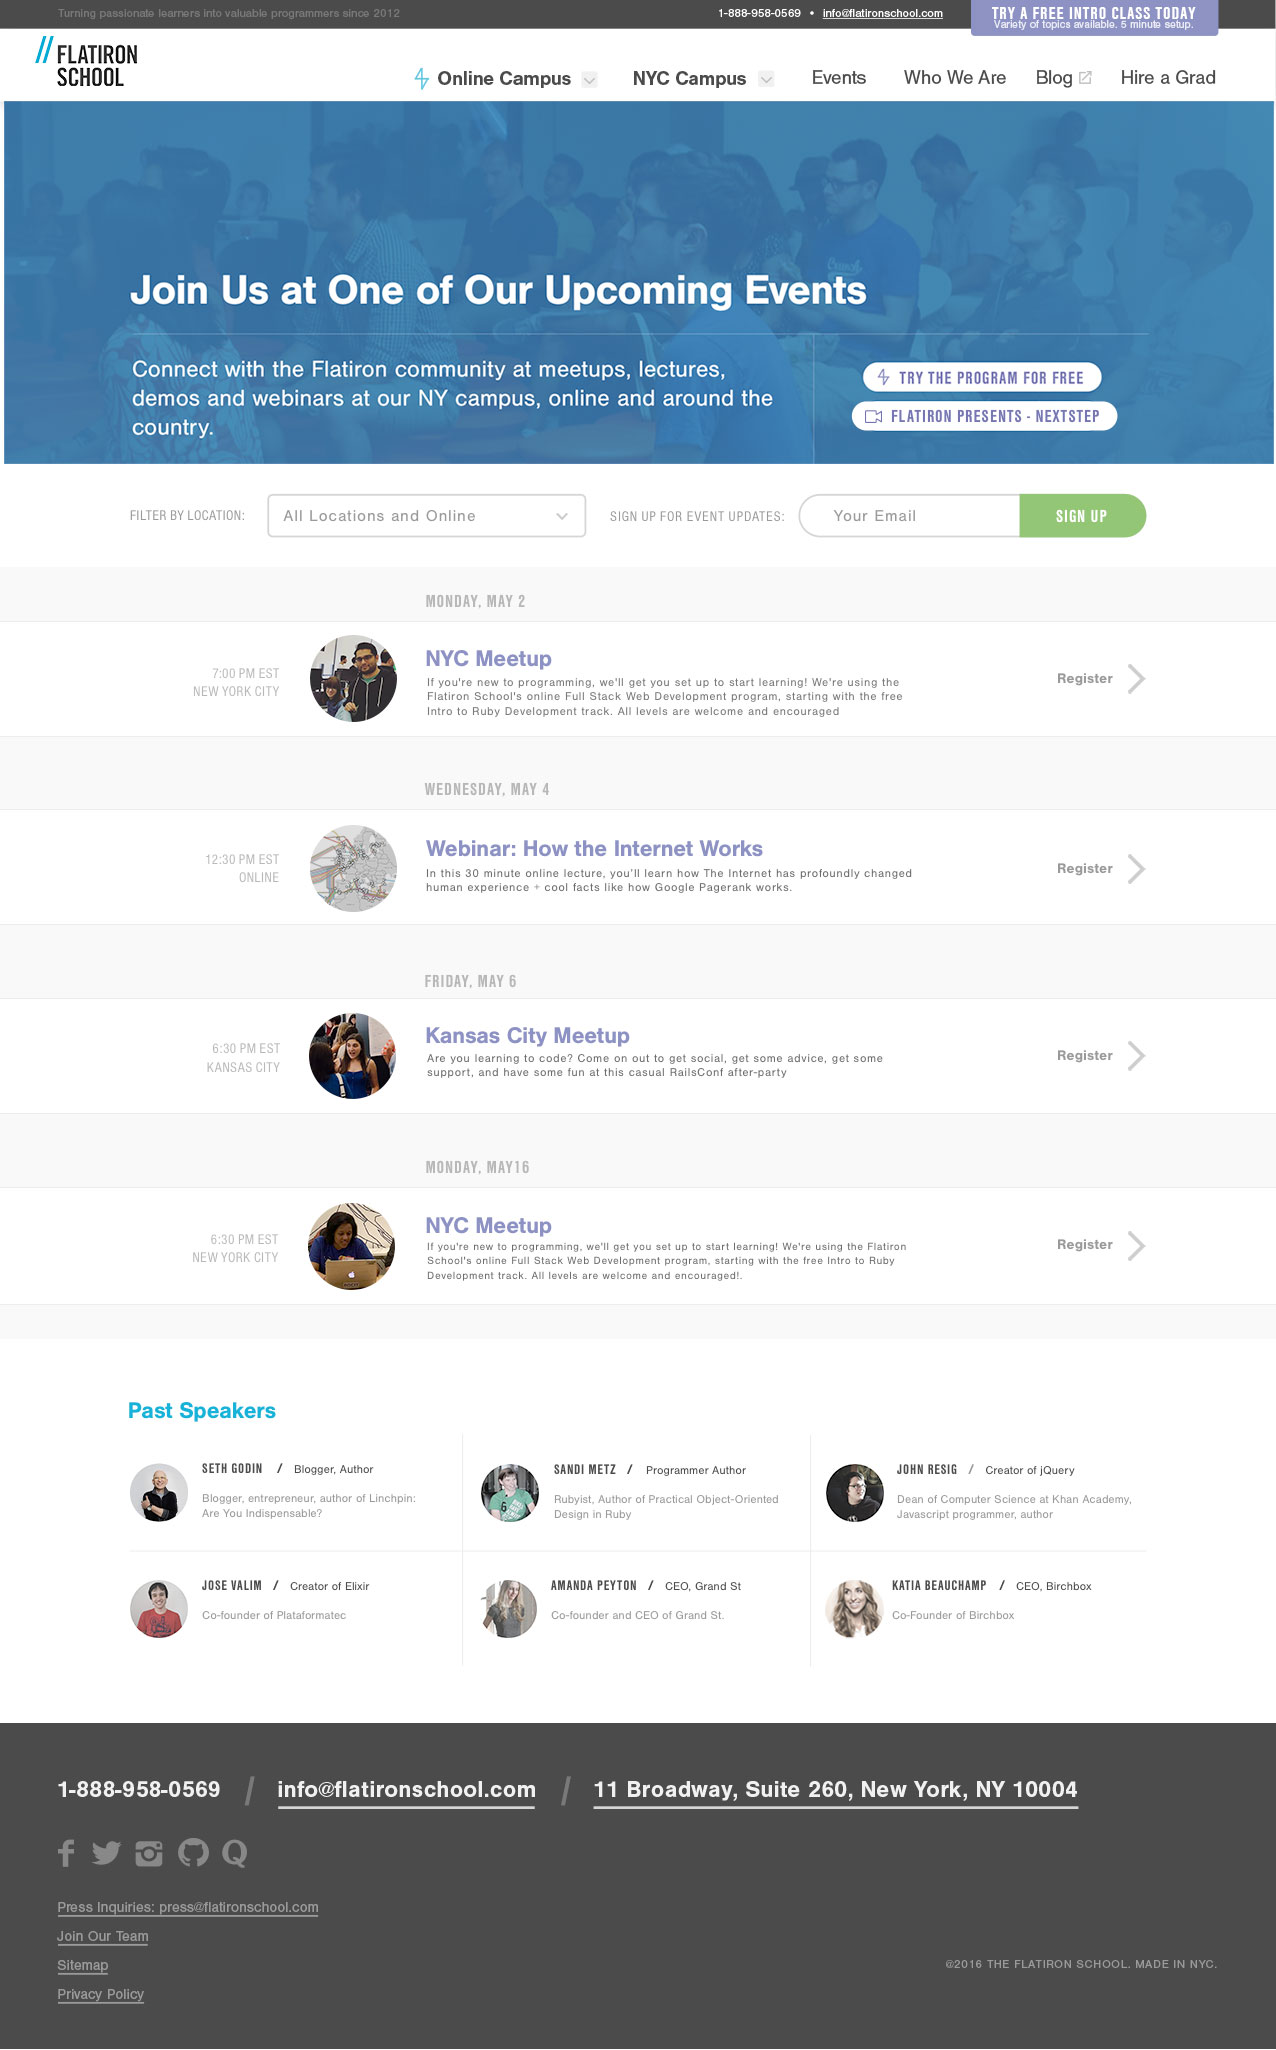 Turning passionate learners into valuable programmers since 2012
1-888-958-0569 • info@flatironschool.com
TRY A FREE INTRO CLASS TODAY
Variety of topics available. 5 minute setup.
FLATIRON
SCHOOL
Online Campus
NYC Campus
Events
Who We Are
Blog
Hire a Grad
Join Us at One of Our Upcoming Events
Connect with the Flatiron community at meetups, lectures,
demos and webinars at our NY campus, online and around the
country.
TRY THE PROGRAM FOR FREE
FLATIRON PRESENTS - NEXTSTEP
FILTER BY LOCATION:
All Locations and Online
SIGN UP FOR EVENT UPDATES:
Your Email
SIGN UP
MONDAY, MAY 2
7:00 PM EST
NEW YORK CITY
NYC Meetup
If you're new to programming, we'll get you set up to start learning! We're using the
Flatiron School's online Full Stack Web Development program, starting with the free
Intro to Ruby Development track. All levels are welcome and encouraged
Register
WEDNESDAY, MAY 4
12:30 PM EST
ONLINE
Webinar: How the Internet Works
In this 30 minute online lecture, you'll learn how The Internet has profoundly changed
human experience + cool facts like how Google Pagerank works.
Register
FRIDAY, MAY 6
6:30 PM EST
KANSAS CITY
Kansas City Meetup
Are you learning to code? Come on out to get social, get some advice, get some
support, and have some fun at this casual RailsConf after-party
Register
MONDAY, MAY16
6:30 PM EST
NEW YORK CITY
NYC Meetup
If you're new to programming, we'll get you set up to start learning! We're using the Flatiron
School's online Full Stack Web Development program, starting with the free Intro to Ruby
Development track. All levels are welcome and encouraged!.
Register
Past Speakers
SETH GODIN / Blogger, Author
Blogger, entrepreneur, author of Linchpin:
Are You Indispensable?
SANDI METZ / Programmer Author
Rubyist, Author of Practical Object-Oriented
Design in Ruby
JOHN RESIG / Creator of jQuery
Dean of Computer Science at Khan Academy,
Javascript programmer, author
JOSE VALIM / Creator of Elixir
Co-founder of Plataformatec
AMANDA PEYTON / CEO, Grand St
Co-founder and CEO of Grand St.
KATIA BEAUCHAMP / CEO, Birchbox
Co-Founder of Birchbox
1-888-958-0569 / info@flatironschool.com / 11 Broadway, Suite 260, New York, NY 10004
Press Inquiries: press@flatironschool.com
Join Our Team
Sitemap
Privacy Policy
@2016 THE FLATIRON SCHOOL. MADE IN NYC.